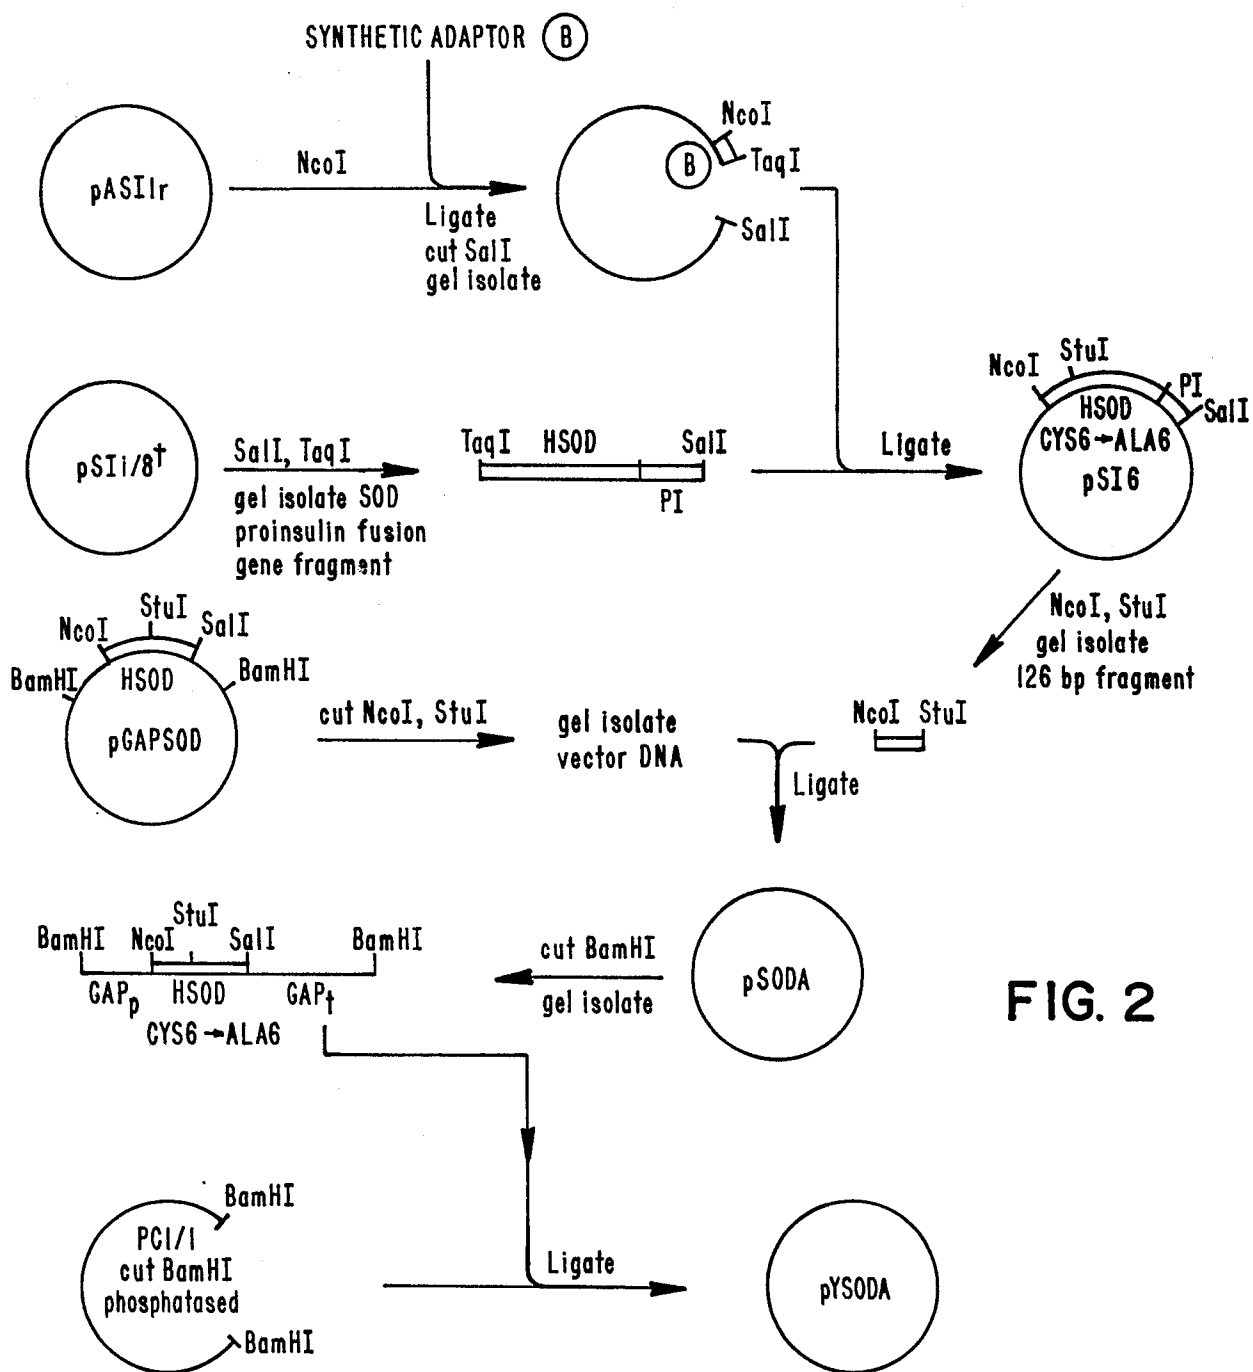 SYNTHETIC ADAPTOR B
pASI1r
NcoI
Ligate
cut SalI
gel isolate
B
NcoI
TaqI
SalI
pSIi/8†
SalI, TaqI
gel isolate SOD
proinsulin fusion
gene fragment
TaqI HSOD SalI
PI
Ligate
NcoI StuI
PI
SalI
HSOD
CYS6→ALA6
pSI6
NcoI, StuI
gel isolate
126 bp fragment
NcoI StuI
BamHI NcoI StuI SalI BamHI
HSOD
pGAPSOD
cut NcoI, StuI
gel isolate
vector DNA
Ligate
pSODA
cut BamHI
gel isolate
BamHI NcoI StuI SalI BamHI
GAPp HSOD GAPt
CYS6→ALA6
FIG. 2
BamHI
PC1/1
cut BamHI
phosphatased
BamHI
Ligate
pYSODA